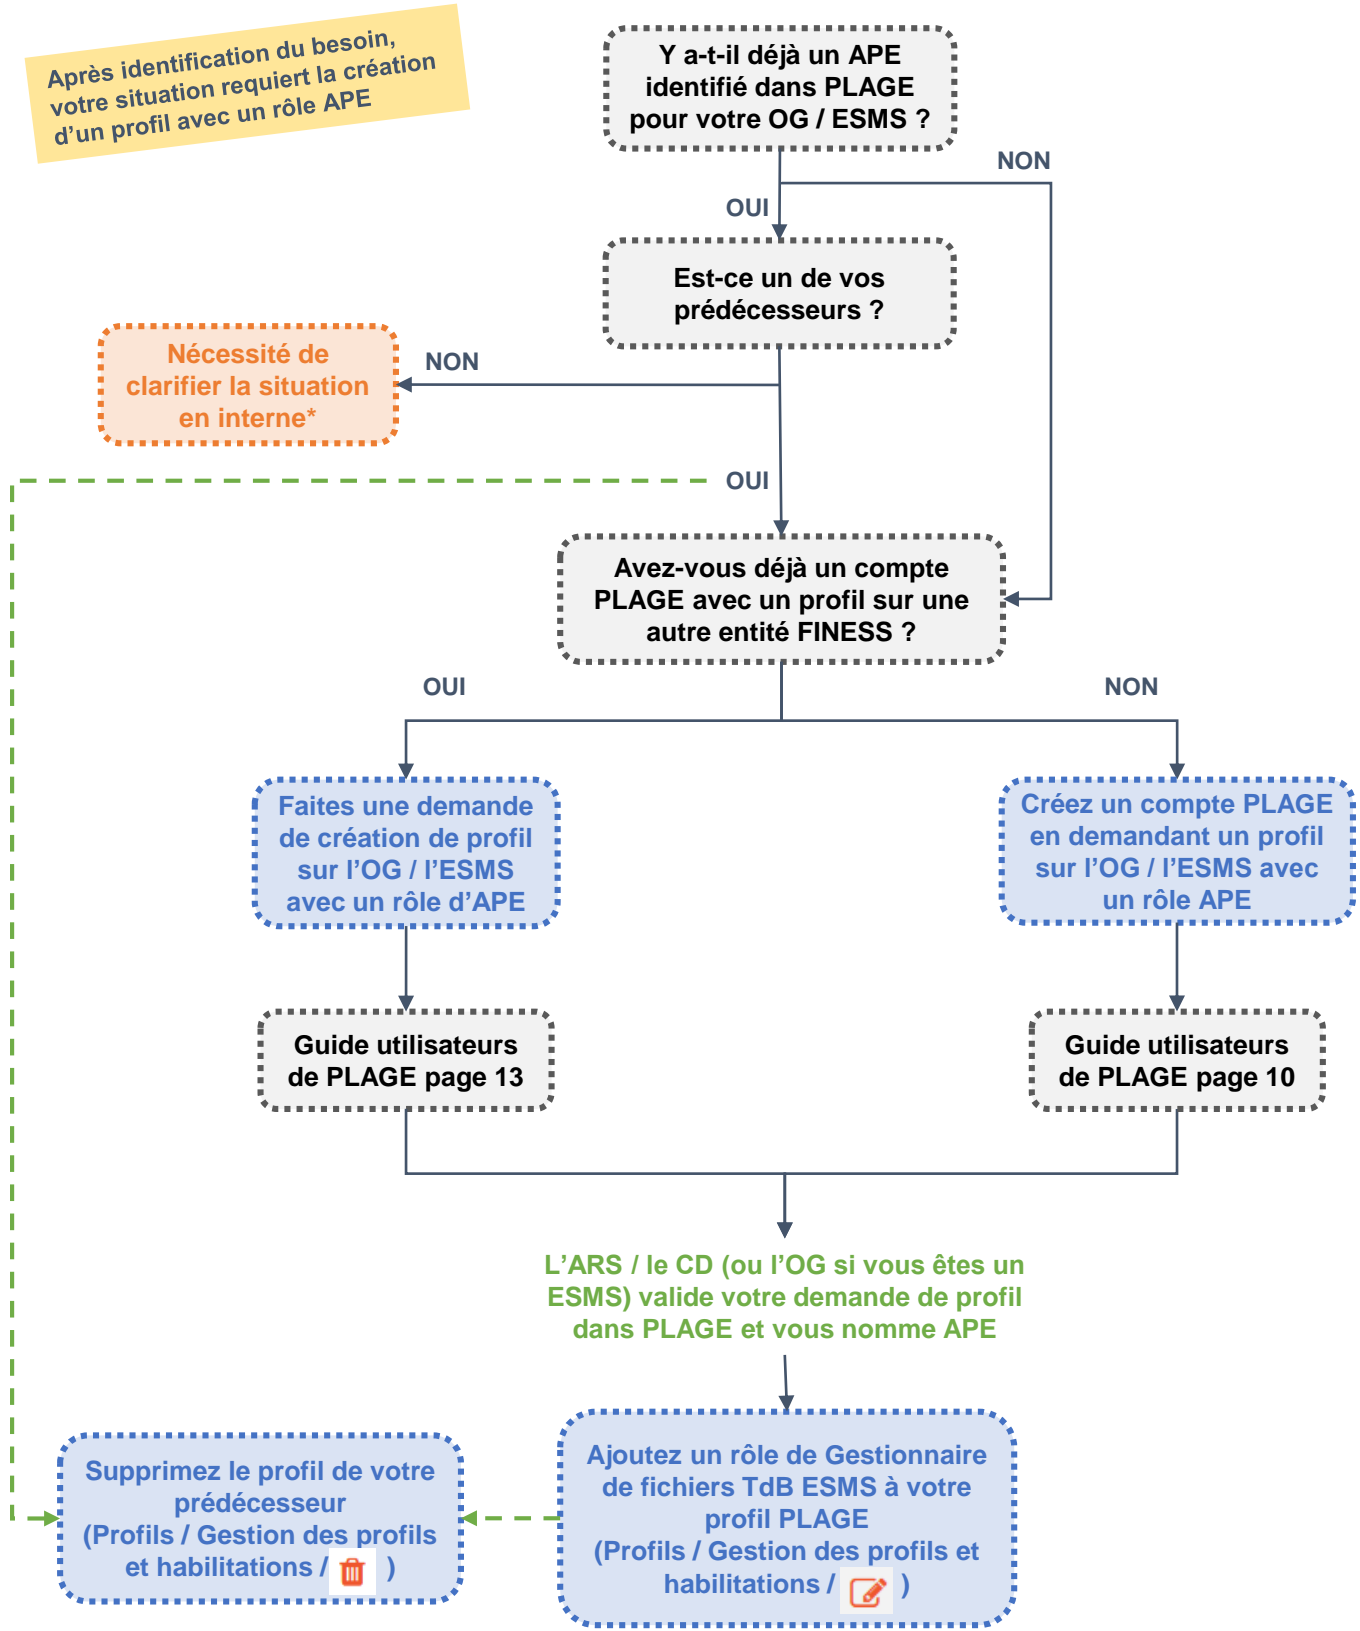 Après identification du besoin,
votre situation requiert la création
d’un profil avec un rôle APE
Y a-t-il déjà un APE
identifié dans PLAGE
pour votre OG / ESMS ?
NON
OUI
Est-ce un de vos
prédécesseurs ?
Nécessité de
clarifier la situation
en interne*
NON
OUI
Avez-vous déjà un compte
PLAGE avec un profil sur une
autre entité FINESS ?
OUI
NON
Faites une demande
de création de profil
sur l’OG / l’ESMS
avec un rôle d’APE
Créez un compte PLAGE
en demandant un profil
sur l’OG / l’ESMS avec
un rôle APE
Guide utilisateurs
de PLAGE page 13
Guide utilisateurs
de PLAGE page 10
L’ARS / le CD (ou l’OG si vous êtes un
ESMS) valide votre demande de profil
dans PLAGE et vous nomme APE
Supprimez le profil de votre
prédécesseur
(Profils / Gestion des profils
et habilitations / )
Ajoutez un rôle de Gestionnaire
de fichiers TdB ESMS à votre
profil PLAGE
(Profils / Gestion des profils et
habilitations / )